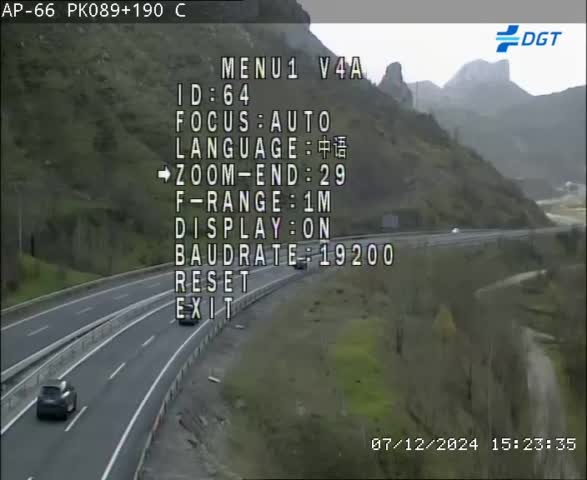 AP-66 PK089+190 C
DGT
MENU1 V4A
ID:64
FOCUS:AUTO
LANGUAGE:中语
ZOOM-END:29
F-RANGE:1M
DISPLAY:ON
BAUDRATE:19200
RESET
EXIT
07/12/2024 15:23:35